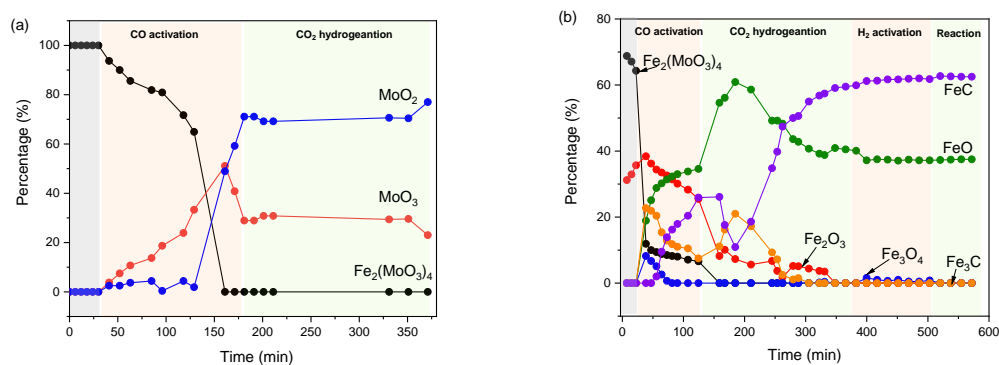 (a)
CO activation
CO₂ hydrogeantion
MoO₂
MoO₃
Fe₂(MoO₃)₄
100
80
60
40
20
0
Percentage (%)
0 50 100 150 200 250 300 350
Time (min)
(b)
CO activation
CO₂ hydrogeantion
H₂ activation
Reaction
Fe₂(MoO₃)₄
FeC
FeO
Fe₂O₃
Fe₃O₄
Fe₃C
80
60
40
20
0
Percentage (%)
0 100 200 300 400 500 600
Time (min)